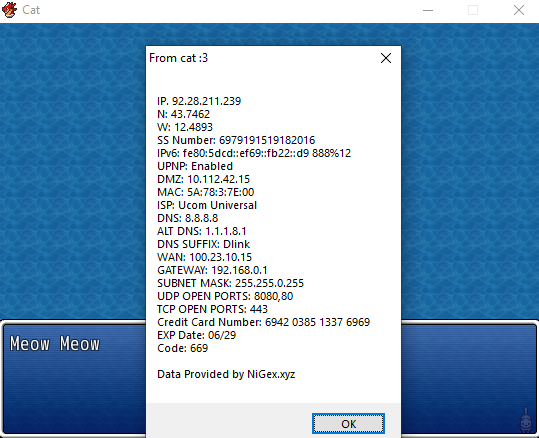 Cat
From cat :3
IP. 92.28.211.239
N: 43.7462
W: 12.4893
SS Number: 6979191519182016
IPv6: fe80:5dcd::ef69::fb22::d9 888%12
UPNP: Enabled
DMZ: 10.112.42.15
MAC: 5A:78:3:7E:00
ISP: Ucom Universal
DNS: 8.8.8.8
ALT DNS: 1.1.1.8.1
DNS SUFFIX: Dlink
WAN: 100.23.10.15
GATEWAY: 192.168.0.1
SUBNET MASK: 255.255.0.255
UDP OPEN PORTS: 8080,80
TCP OPEN PORTS: 443
Credit Card Number: 6942 0385 1337 6969
EXP Date: 06/29
Code: 669
Data Provided by NiGex.xyz
OK
Meow Meow